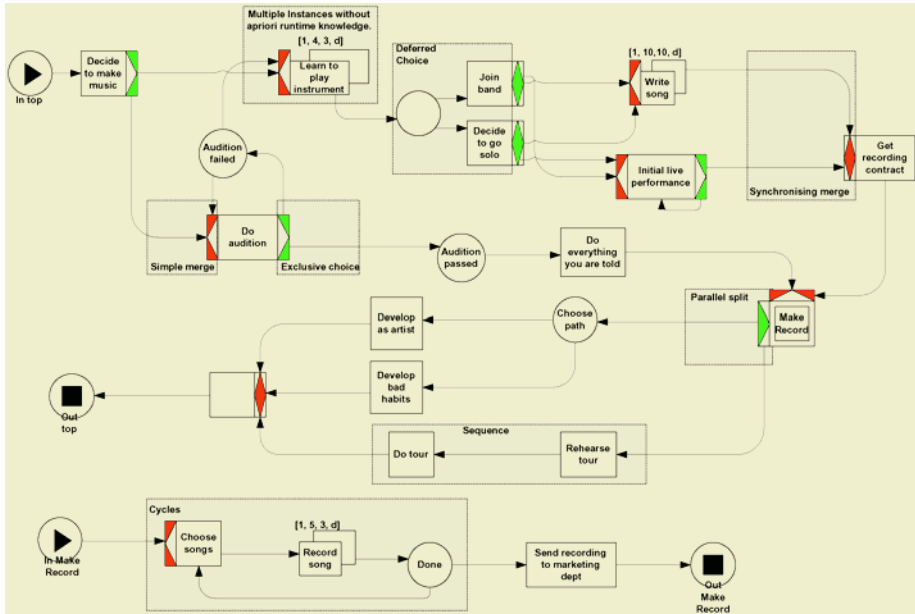 Multiple Instances without
apriori runtime knowledge.
[1, 4, 3, d]
Learn to
play
instrument
Decide
to make
music
In top
Deferred
Choice
Join
band
Decide
to go
solo
[1, 10,10, d]
Write
song
Initial live
performance
Get
recording
contract
Synchronising merge
Audition
failed
Do
audition
Simple merge
Exclusive choice
Audition
passed
Do
everything
you are told
Parallel split
Make
Record
Choose
path
Develop
as artist
Develop
bad
habits
Out
top
Sequence
Do tour
Rehearse
tour
Cycles
In Make
Record
Choose
songs
[1, 5, 3, d]
Record
song
Done
Send recording
to marketing
dept
Out
Make
Record